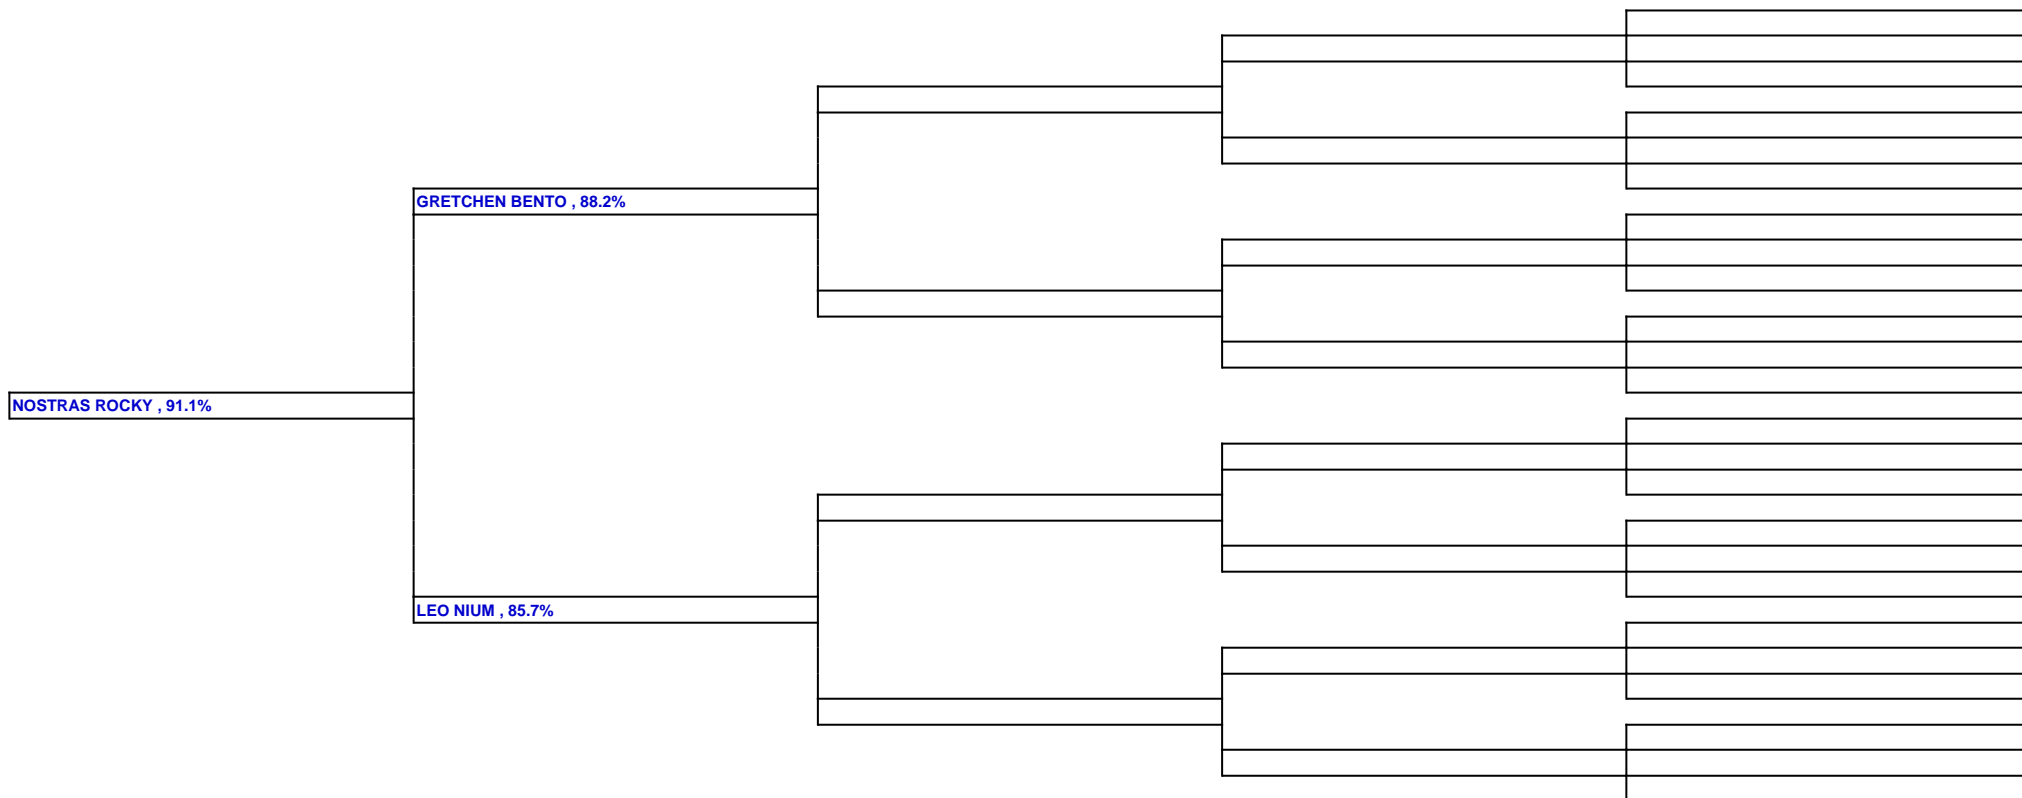 GRETCHEN BENTO , 88.2%
NOSTRAS ROCKY , 91.1%
LEO NIUM , 85.7%